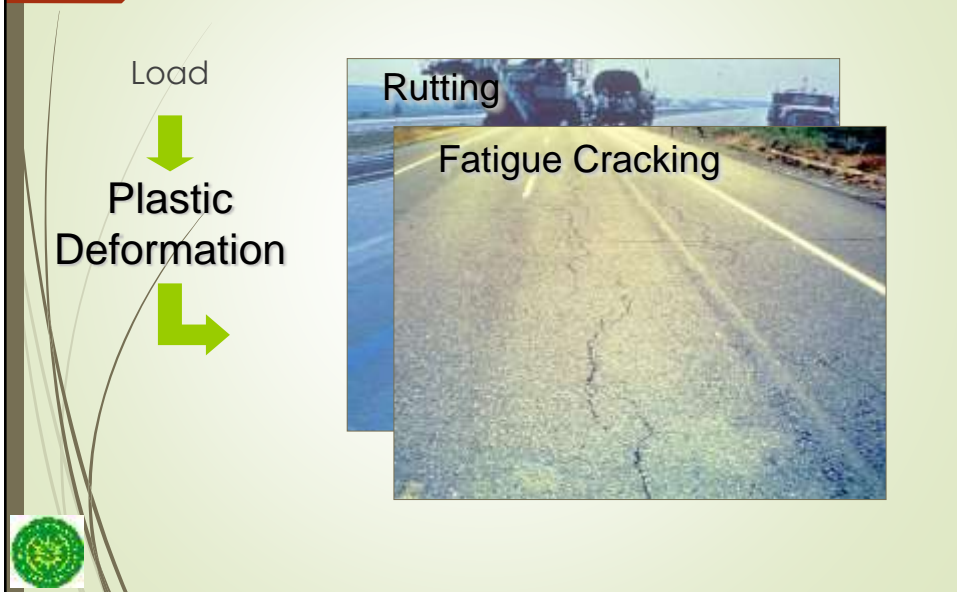 Load
Plastic
Deformation
Rutting
Fatigue Cracking